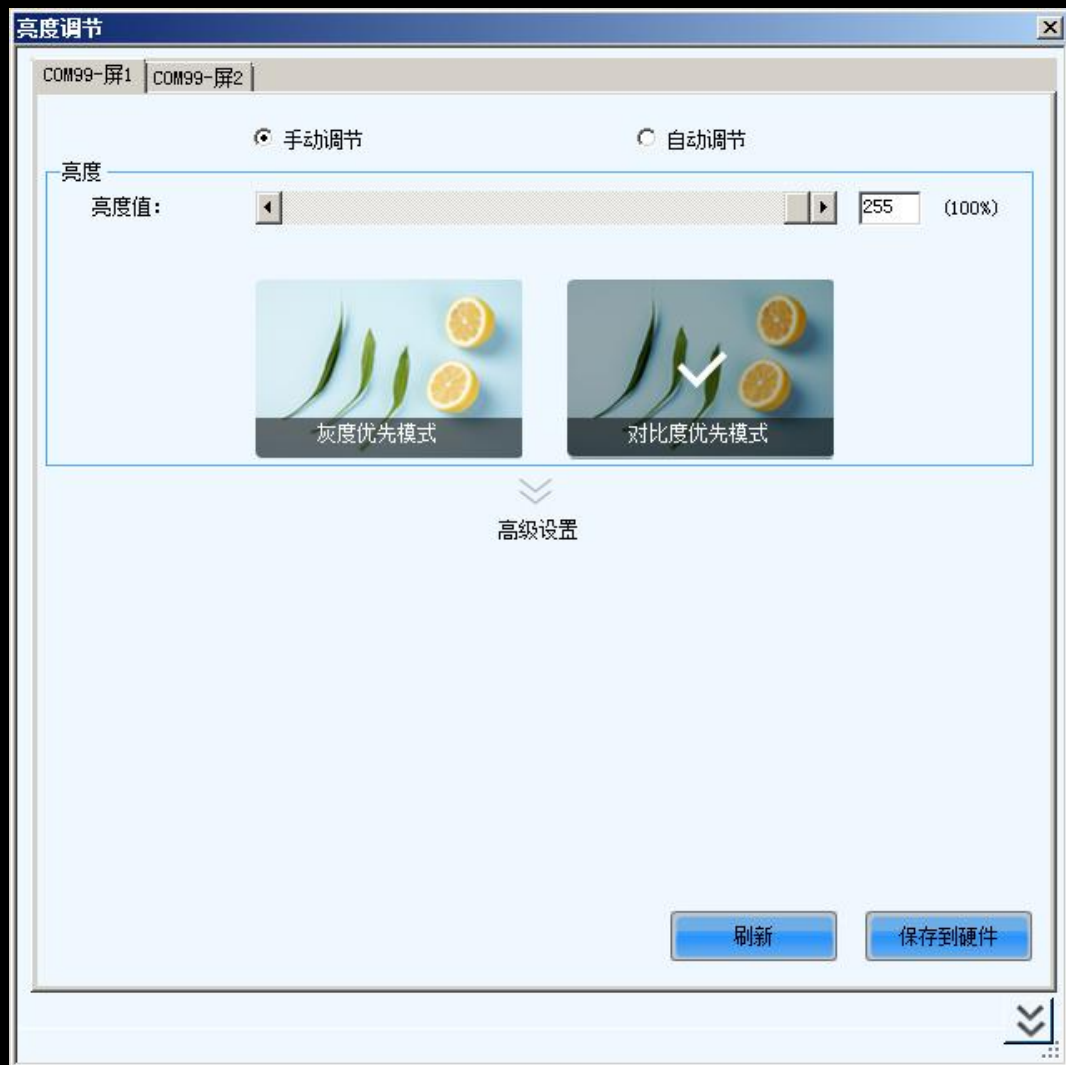 亮度调节
COM99-屏1 COM99-屏2
手动调节 自动调节
亮度
亮度值: 255 (100%)
灰度优先模式 对比度优先模式
高级设置
刷新 保存到硬件